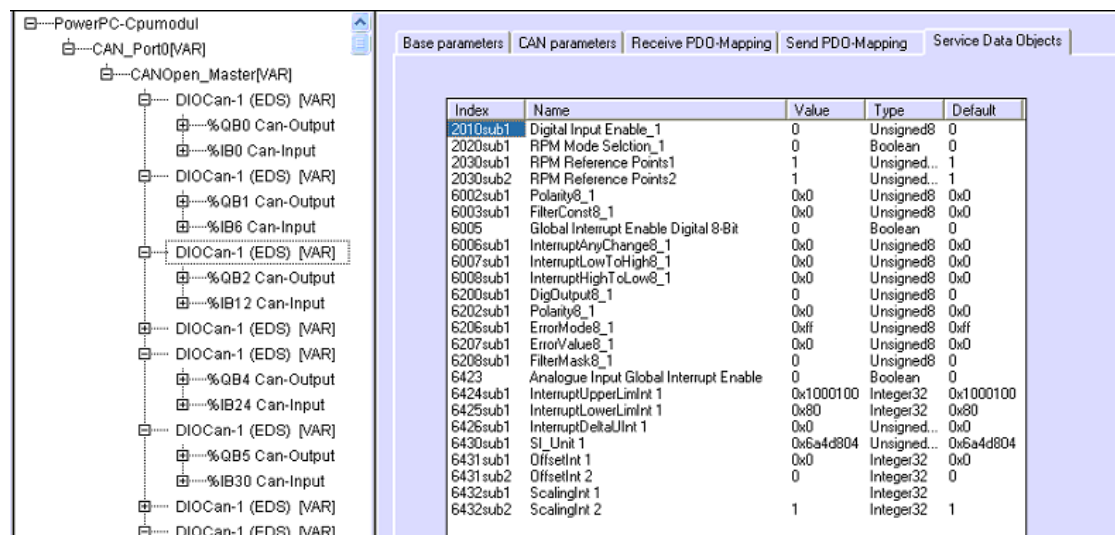 PowerPC-Cpumodul
CAN_Port0[VAR]
CANOpen_Master[VAR]
DIOCan-1 (EDS) [VAR]
%QB0 Can-Output
%IB0 Can-Input
DIOCan-1 (EDS) [VAR]
%QB1 Can-Output
%IB6 Can-Input
DIOCan-1 (EDS) [VAR]
%QB2 Can-Output
%IB12 Can-Input
DIOCan-1 (EDS) [VAR]
DIOCan-1 (EDS) [VAR]
%QB4 Can-Output
%IB24 Can-Input
DIOCan-1 (EDS) [VAR]
%QB5 Can-Output
%IB30 Can-Input
DIOCan-1 (EDS) [VAR]
DIOCan-1 (EDS) [VAR]
Base parameters CAN parameters Receive PDO-Mapping Send PDO-Mapping Service Data Objects
Index Name Value Type Default
2010sub1 Digital Input Enable_1 0 Unsigned8 0
2020sub1 RPM Mode Selction_1 0 Boolean 0
2030sub1 RPM Reference Points1 1 Unsigned... 1
2030sub2 RPM Reference Points2 1 Unsigned... 1
6002sub1 Polarity8_1 0x0 Unsigned8 0x0
6003sub1 FilterConst8_1 0x0 Unsigned8 0x0
6005 Global Interrupt Enable Digital 8-Bit 0 Boolean 0
6006sub1 InterruptAnyChange8_1 0x0 Unsigned8 0x0
6007sub1 InterruptLowToHigh8_1 0x0 Unsigned8 0x0
6008sub1 InterruptHighToLow8_1 0x0 Unsigned8 0x0
6200sub1 DigOutput8_1 0 Unsigned8 0
6202sub1 Polarity8_1 0x0 Unsigned8 0x0
6206sub1 ErrorMode8_1 0xff Unsigned8 0xff
6207sub1 ErrorValue8_1 0x0 Unsigned8 0x0
6208sub1 FilterMask8_1 0 Unsigned8 0
6423 Analogue Input Global Interrupt Enable 0 Boolean 0
6424sub1 InterruptUpperLimInt 1 0x1000100 Integer32 0x1000100
6425sub1 InterruptLowerLimInt 1 0x80 Integer32 0x80
6426sub1 InterruptDeltaUInt 1 0x0 Unsigned... 0x0
6430sub1 SI_Unit 1 0x6a4d804 Unsigned... 0x6a4d804
6431sub1 OffsetInt 1 0x0 Integer32 0x0
6431sub2 OffsetInt 2 0 Integer32 0
6432sub1 ScalingInt 1 Integer32
6432sub2 ScalingInt 2 1 Integer32 1